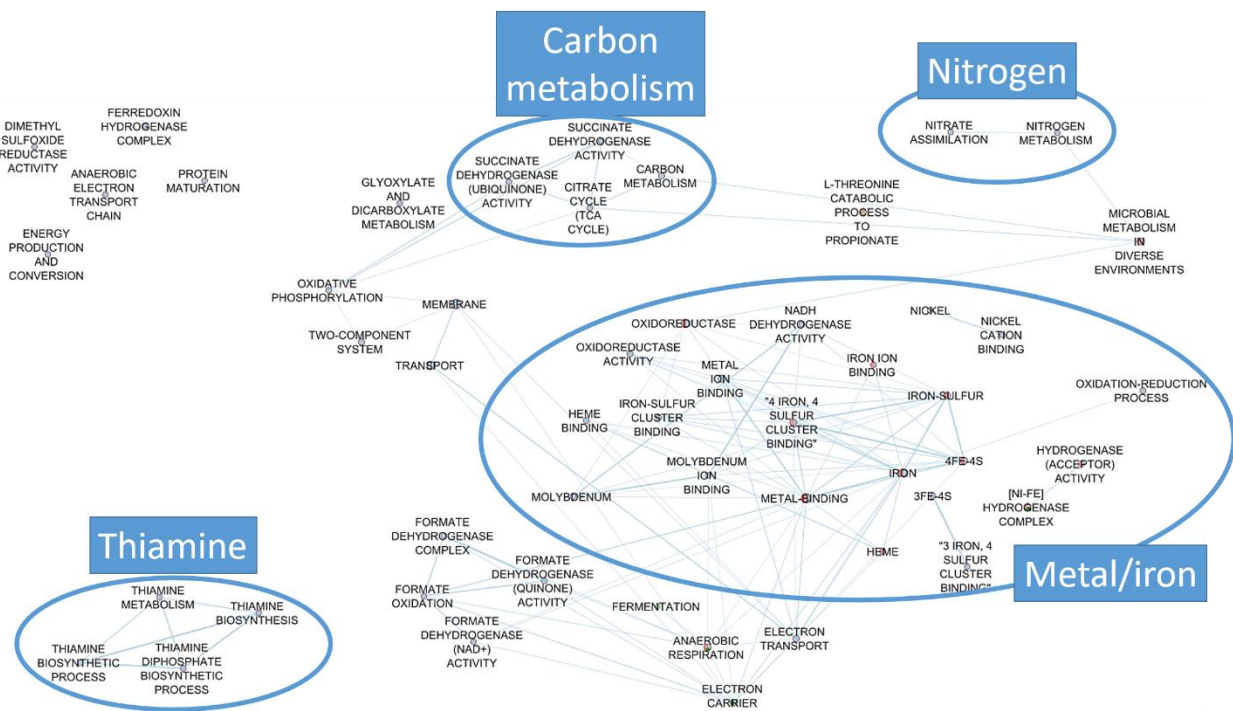 Carbon
metabolism
Nitrogen
DIMETHYL
SULFOXIDE
REDUCTASE
ACTIVITY
FERREDOXIN
HYDROGENASE
COMPLEX
ANAEROBIC
ELECTRON
TRANSPORT
CHAIN
PROTEIN
MATURATION
ENERGY
PRODUCTION
AND
CONVERSION
GLYOXYLATE
AND
DICARBOXYLATE
METABOLISM
SUCCINATE
DEHYDROGENASE
ACTIVITY
SUCCINATE
DEHYDROGENASE
(UBIQUINONE)
ACTIVITY
CITRATE
CYCLE
(TCA
CYCLE)
CARBON
METABOLISM
NITRATE
ASSIMILATION
NITROGEN
METABOLISM
L-THREONINE
CATABOLIC
PROCESS
TO
PROPIONATE
MICROBIAL
METABOLISM
IN
DIVERSE
ENVIRONMENTS
OXIDATIVE
PHOSPHORYLATION
MEMBRANE
TWO-COMPONENT
SYSTEM
TRANSPORT
OXIDOREDUCTASE
NADH
DEHYDROGENASE
ACTIVITY
NICKEL
NICKEL
CATION
BINDING
OXIDOREDUCTASE
ACTIVITY
METAL
ION
BINDING
IRON ION
BINDING
OXIDATION-REDUCTION
PROCESS
HEME
BINDING
IRON-SULFUR
CLUSTER
BINDING
"4 IRON, 4
SULFUR
CLUSTER
BINDING"
IRON-SULFUR
MOLYBDENUM
MOLYBDENUM
ION
BINDING
METAL-BINDING
IRON
4FE-4S
HYDROGENASE
(ACCEPTOR)
ACTIVITY
3FE-4S
[NI-FE]
HYDROGENASE
COMPLEX
HEME
"3 IRON, 4
SULFUR
CLUSTER
BINDING"
Metal/iron
Thiamine
THIAMINE
METABOLISM
THIAMINE
BIOSYNTHESIS
THIAMINE
BIOSYNTHETIC
PROCESS
THIAMINE
DIPHOSPHATE
BIOSYNTHETIC
PROCESS
FORMATE
DEHYDROGENASE
COMPLEX
FORMATE
OXIDATION
FORMATE
DEHYDROGENASE
(QUINONE)
ACTIVITY
FORMATE
DEHYDROGENASE
(NAD+)
ACTIVITY
FERMENTATION
ANAEROBIC
RESPIRATION
ELECTRON
TRANSPORT
ELECTRON
CARRIER